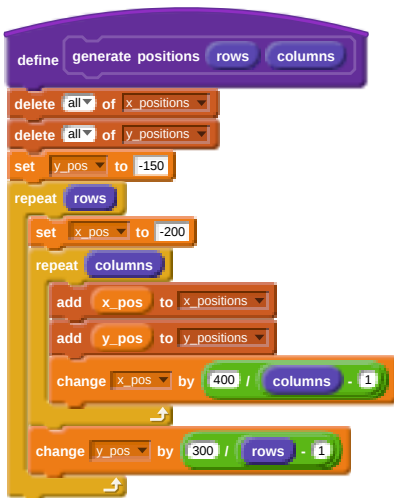 define generate positions rows columns
delete all of x_positions
delete all of y_positions
set y_pos to -150
repeat rows
set x_pos to -200
repeat columns
add x_pos to x_positions
add y_pos to y_positions
change x_pos by 400 / columns - 1
change y_pos by 300 / rows - 1